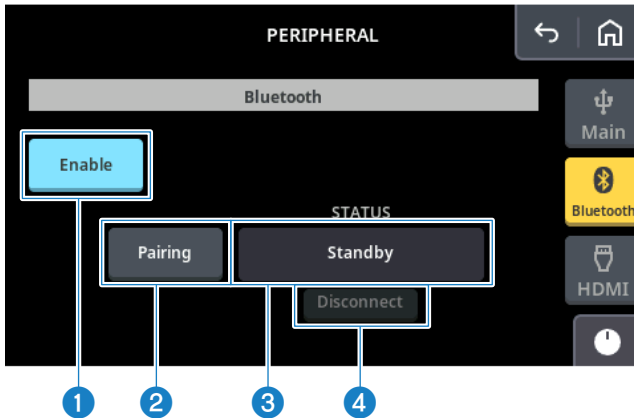 PERIPHERAL
Bluetooth
Main
Enable
Bluetooth
STATUS
Pairing
Standby
HDMI
Disconnect
1 2 3 4